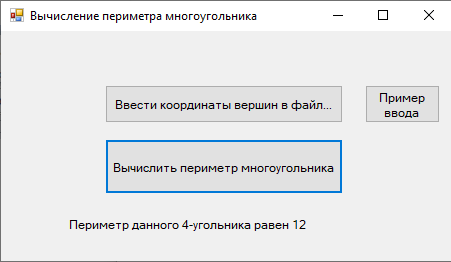 Вычисление периметра многоугольника
Ввести координаты вершин в файл...
Пример
ввода
Вычислить периметр многоугольника
Периметр данного 4-угольника равен 12